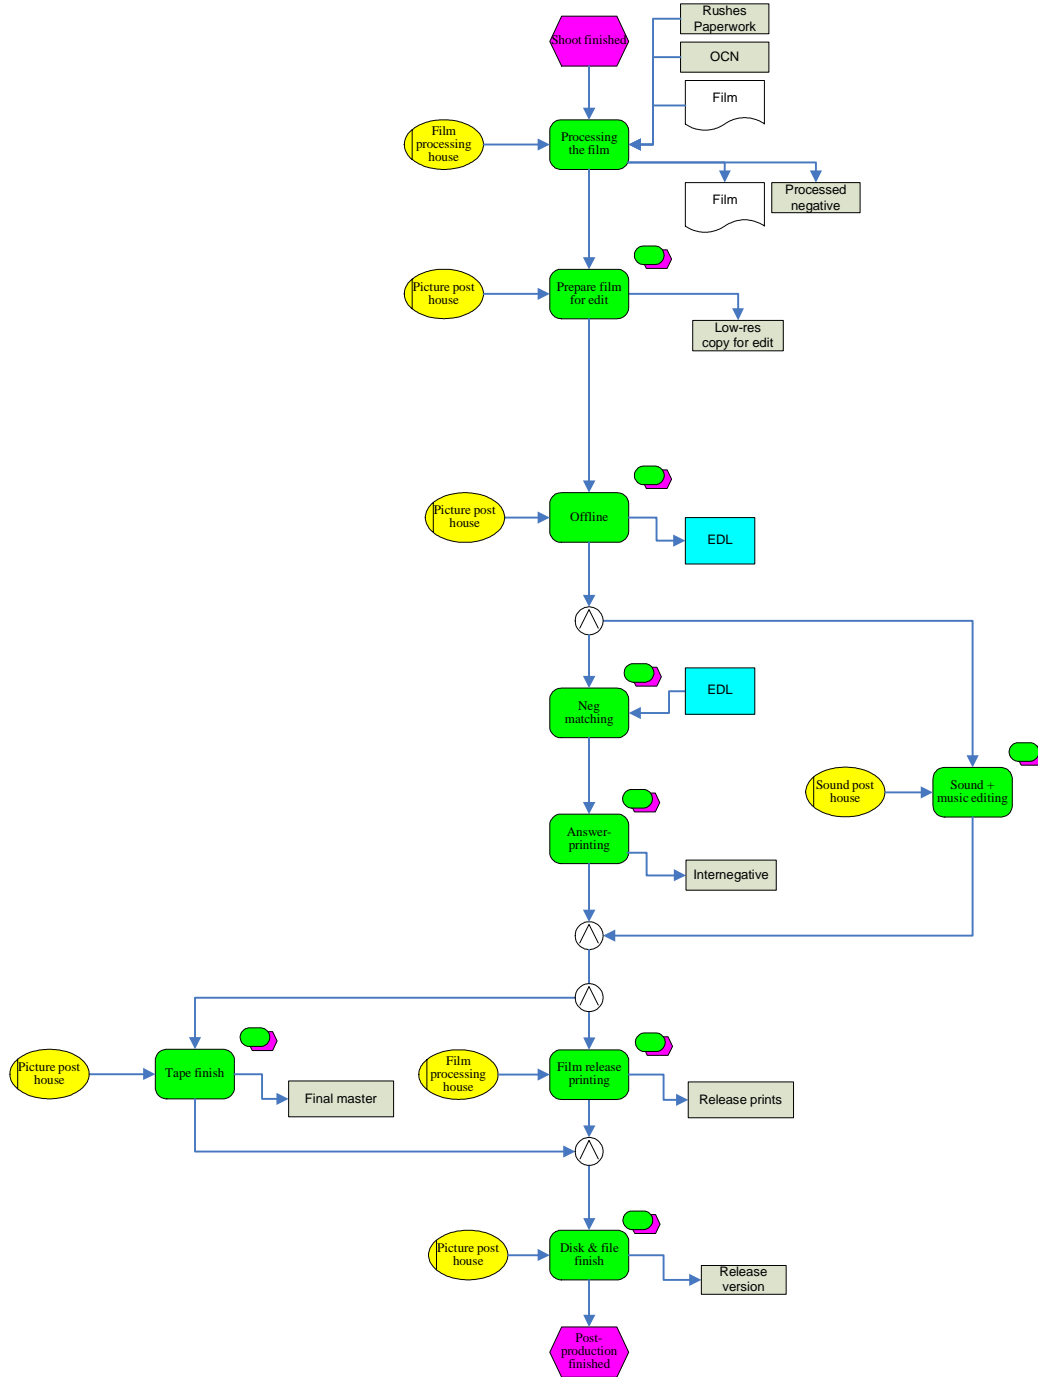 Rushes
Paperwork
Shoot finished
OCN
Film
Film
processing
house
Processing
the film
Film
Processed
negative
Picture post
house
Prepare film
for edit
Low-res
copy for edit
Picture post
house
Offline
EDL
Neg
matching
EDL
Sound post
house
Sound +
music editing
Answer-
printing
Internegative
Picture post
house
Tape finish
Final master
Film
processing
house
Film release
printing
Release prints
Picture post
house
Disk & file
finish
Release
version
Post-
production
finished